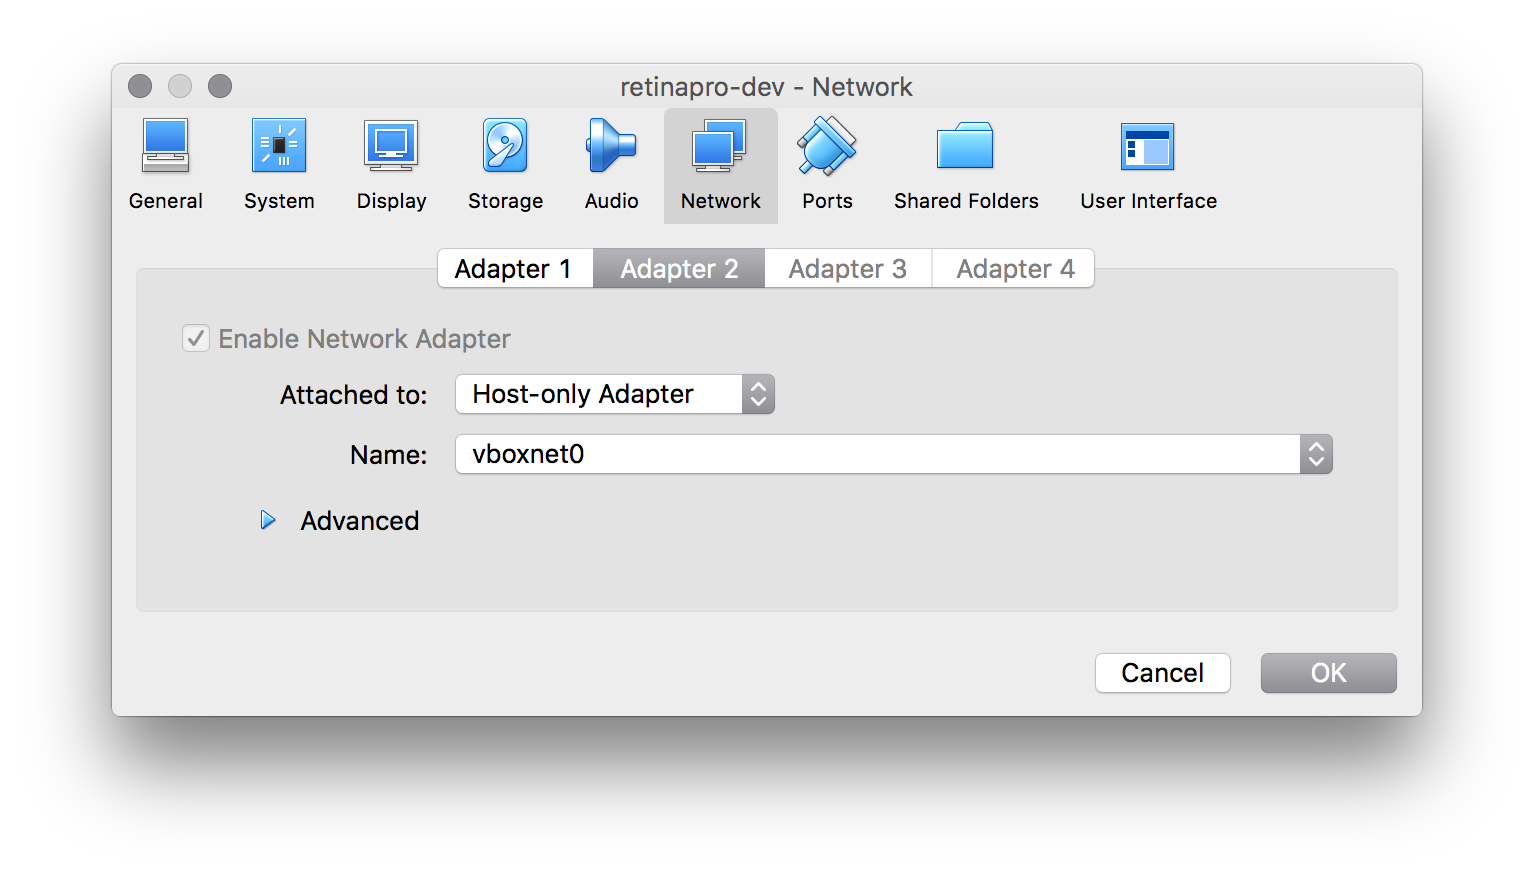 retinapro-dev - Network
General System Display Storage Audio Network Ports Shared Folders User Interface
Adapter 1 Adapter 2 Adapter 3 Adapter 4
Enable Network Adapter
Attached to: Host-only Adapter
Name: vboxnet0
Advanced
Cancel OK